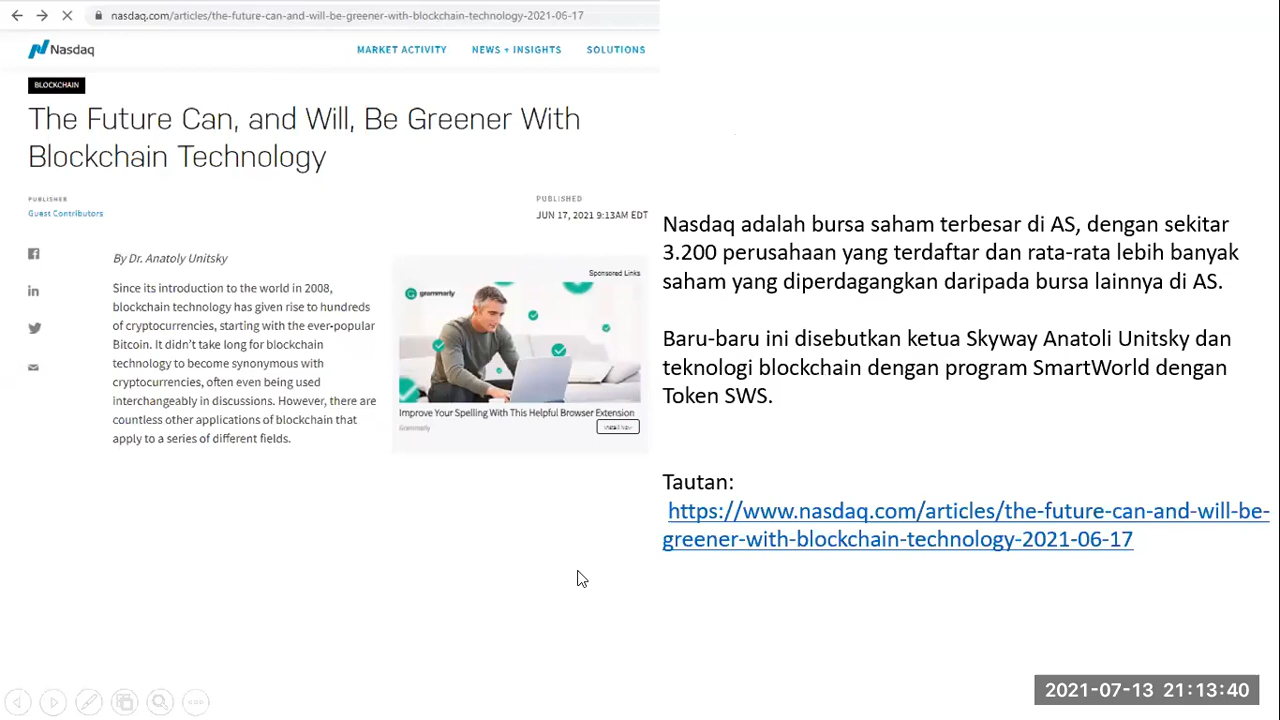 nasdaq.com/articles/the-future-can-and-will-be-greener-with-blockchain-technology-2021-06-17
Nasdaq
MARKET ACTIVITY NEWS + INSIGHTS SOLUTIONS
BLOCKCHAIN
The Future Can, and Will, Be Greener With
Blockchain Technology
PUBLISHER
Guest Contributors
PUBLISHED
JUN 17, 2021 9:13AM EDT
By Dr. Anatoly Unitsky
Since its introduction to the world in 2008,
blockchain technology has given rise to hundreds
of cryptocurrencies, starting with the ever-popular
Bitcoin. It didn't take long for blockchain
technology to become synonymous with
cryptocurrencies, often even being used
interchangeably in discussions. However, there are
countless other applications of blockchain that
apply to a series of different fields.
Sponsored Links
grammarly
Improve Your Spelling With This Helpful Browser Extension
Grammarly
Install Now
Nasdaq adalah bursa saham terbesar di AS, dengan sekitar
3.200 perusahaan yang terdaftar dan rata-rata lebih banyak
saham yang diperdagangkan daripada bursa lainnya di AS.
Baru-baru ini disebutkan ketua Skyway Anatoli Unitsky dan
teknologi blockchain dengan program SmartWorld dengan
Token SWS.
Tautan:
https://www.nasdaq.com/articles/the-future-can-and-will-be-
greener-with-blockchain-technology-2021-06-17
2021-07-13 21:13:40